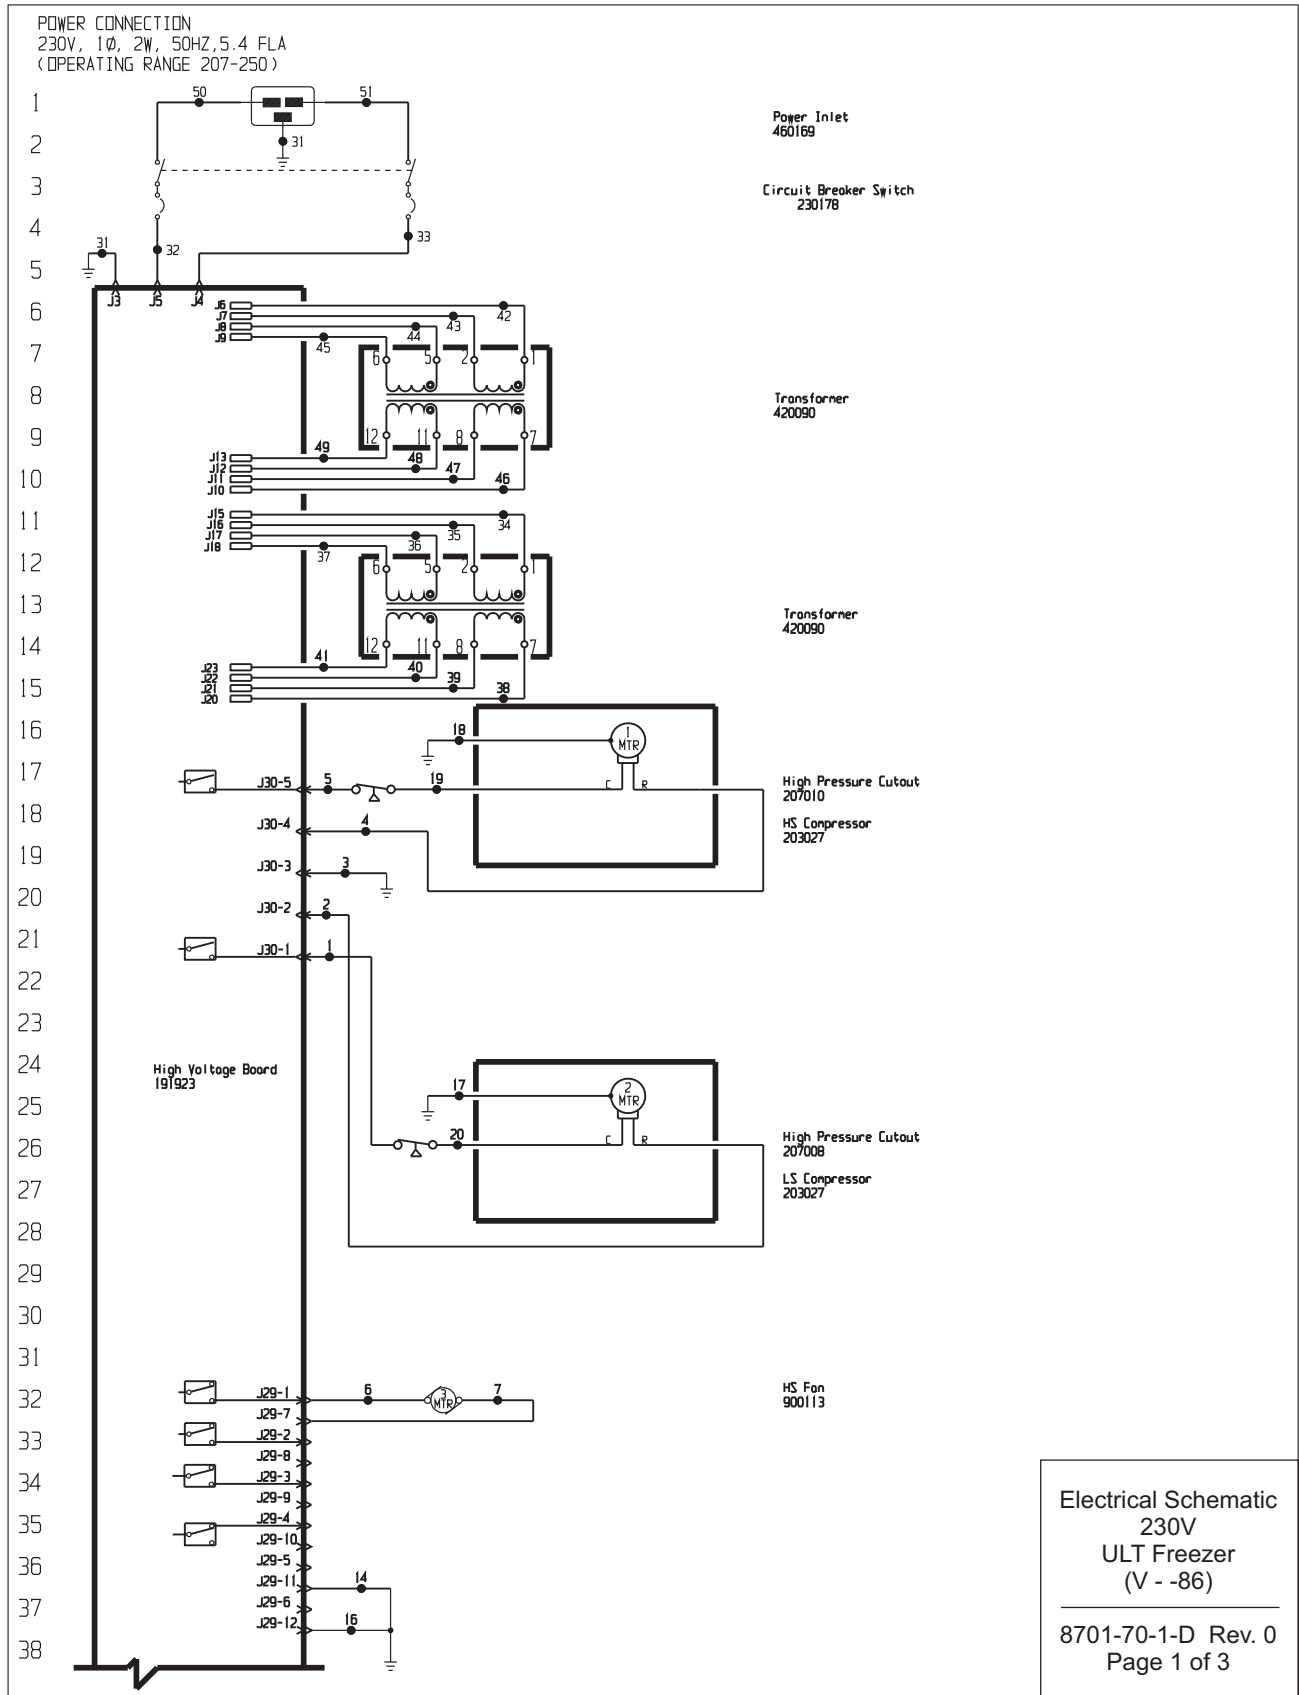 POWER CONNECTION
230V, 1Ø, 2W, 50HZ,5.4 FLA
(OPERATING RANGE 207-250)
1
50
51
Power Inlet
460169
2
31
3
Circuit Breaker Switch
230178
4
31
32
33
5
J3
J5
J4
6
J6
42
J7
43
J8
44
J9
45
7
6
5
2
1
8
Transformer
420090
9
12
11
8
7
J13
49
J12
48
10
J11
47
J10
46
11
J15
34
J16
35
J17
36
J18
37
12
6
5
2
1
13
Transformer
420090
14
12
11
8
7
J23
41
J22
40
15
J21
39
J20
38
16
18
1
MTR
17
J30-5
5
19
C
R
High Pressure Cutout
207010
18
J30-4
4
HS Compressor
203027
19
J30-3
3
20
J30-2
2
21
J30-1
1
22
23
24
High Voltage Board
191923
17
2
MTR
25
26
20
C
R
High Pressure Cutout
207008
27
LS Compressor
203027
28
29
30
31
32
J29-1
6
3
MTR
7
HS Fan
900113
J29-7
33
J29-2
J29-8
34
J29-3
J29-9
35
J29-4
J29-10
36
J29-5
J29-11
14
37
J29-6
J29-12
16
38
Electrical Schematic
230V
ULT Freezer
(V - -86)
8701-70-1-D Rev. 0
Page 1 of 3